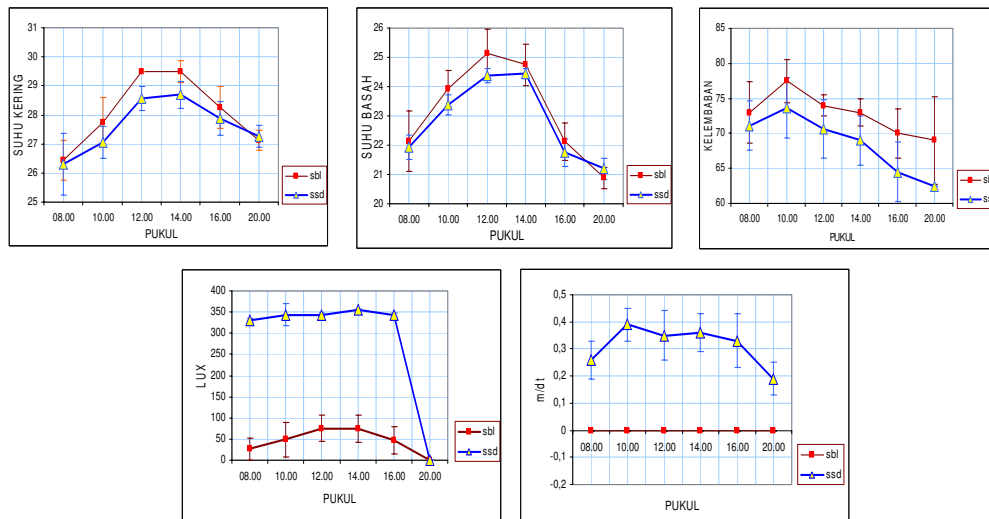 SUHU KERING
31
30
29
28
27
26
25
08.00 10.00 12.00 14.00 16.00 20.00
PUKUL
sbl
ssd
SUHU BASAH
26
25
24
23
22
21
20
08.00 10.00 12.00 14.00 16.00 20.00
PUKUL
sbl
ssd
KELEMBABAN
85
80
75
70
65
60
08.00 10.00 12.00 14.00 16.00 20.00
PUKUL
sbl
ssd
LUX
400
350
300
250
200
150
100
50
0
08.00 10.00 12.00 14.00 16.00 20.00
PUKUL
sbl
ssd
m/dt
0,5
0,4
0,3
0,2
0,1
0
-0,1
-0,2
08.00 10.00 12.00 14.00 16.00 20.00
PUKUL
sbl
ssd